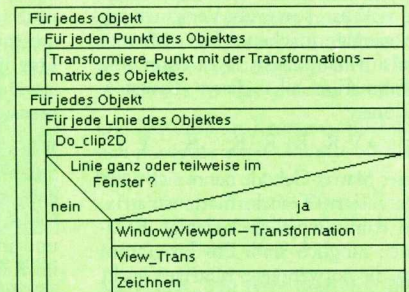 Für jedes Objekt
Für jeden Punkt des Objektes
Transformiere_Punkt mit der Transformations—
matrix des Objektes.
Für jedes Objekt
Für jede Linie des Objektes
Do_clip2D
Linie ganz oder teilweise im
Fenster ?
nein
ja
Window/Viewport—Transformation
View_Trans
Zeichnen